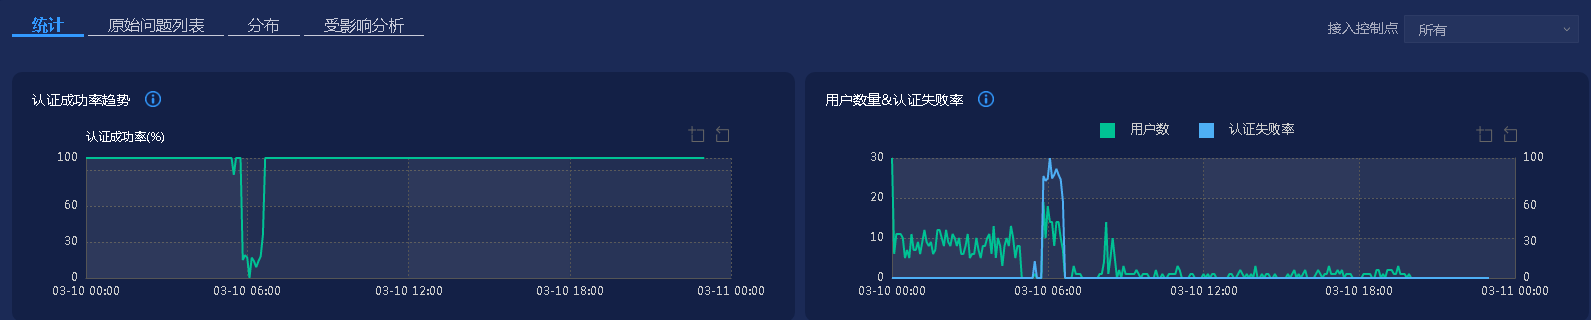 统计 原始问题列表 分布 受影响分析
接入控制点 所有
认证成功率趋势
认证成功率(%)
100
60
30
0
03-10 00:00 03-10 06:00 03-10 12:00 03-10 18:00 03-11 00:00
用户数量&认证失败率
用户数 认证失败率
30 100
20 60
10 30
0 0
03-10 00:00 03-10 06:00 03-10 12:00 03-10 18:00 03-11 00:00